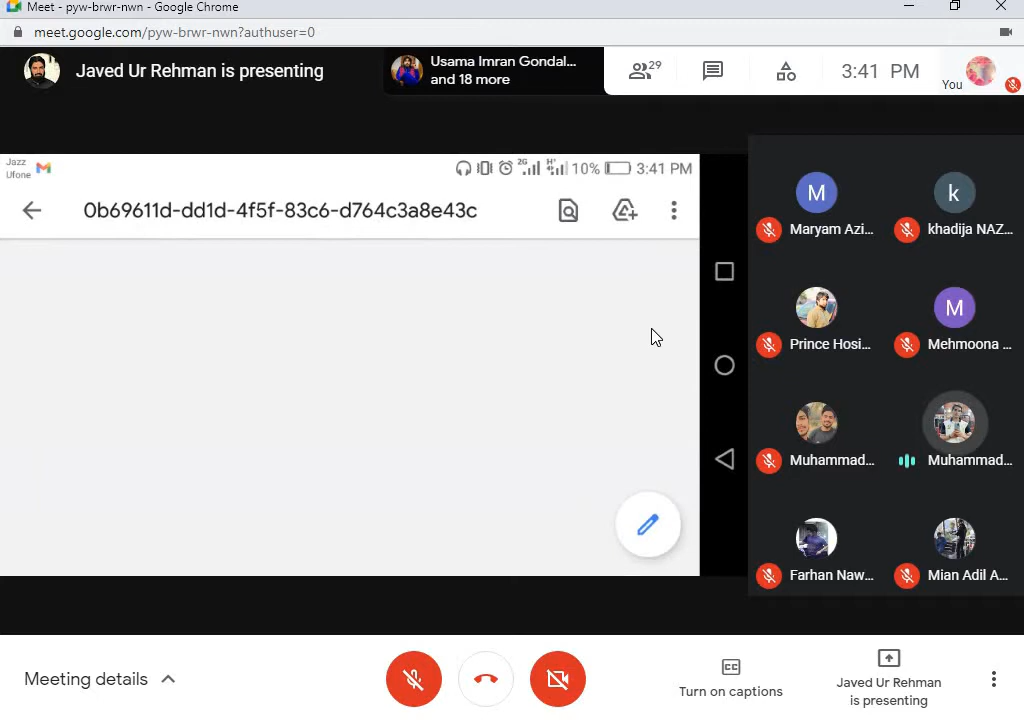 Meet - pyw-brwr-nwn - Google Chrome
meet.google.com/pyw-brwr-nwn?authuser=0
Javed Ur Rehman is presenting
Usama Imran Gondal...
and 18 more
29
3:41 PM
You
Jazz
Ufone
2G
H+
10%
3:41 PM
0b69611d-dd1d-4f5f-83c6-d764c3a8e43c
M
k
Maryam Azi...
khadija NAZ...
M
Prince Hosi...
Mehmoona ...
Muhammad...
Muhammad...
Farhan Naw...
Mian Adil A...
Meeting details
CC
Turn on captions
Javed Ur Rehman
is presenting